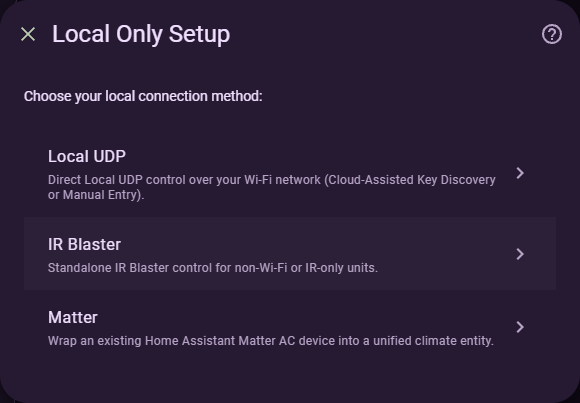 Local Only Setup
Choose your local connection method:
Local UDP
Direct Local UDP control over your Wi-Fi network (Cloud-Assisted Key Discovery
or Manual Entry).
IR Blaster
Standalone IR Blaster control for non-Wi-Fi or IR-only units.
Matter
Wrap an existing Home Assistant Matter AC device into a unified climate entity.